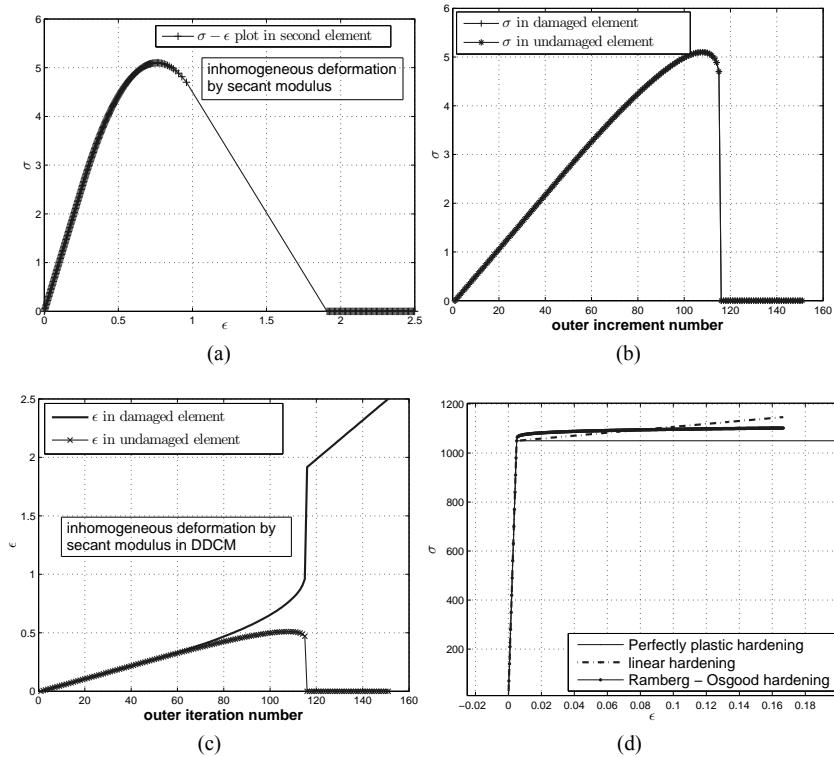 6
5
4
3
2
1
0
σ
σ − ϵ plot in second element
inhomogeneous deformation
by secant modulus
0 0.5 1 1.5 2 2.5
ϵ
(a)
6
5
4
3
2
1
0
σ
σ in damaged element
σ in undamaged element
0 20 40 60 80 100 120 140 160
outer increment number
(b)
2.5
2
1.5
1
0.5
0
ϵ
ϵ in damaged element
ϵ in undamaged element
inhomogeneous deformation by
secant modulus in DDCM
0 20 40 60 80 100 120 140 160
outer iteration number
(c)
1200
1000
800
600
400
200
σ
Perfectly plastic hardening
linear hardening
Ramberg − Osgood hardening
−0.02 0 0.02 0.04 0.06 0.08 0.1 0.12 0.14 0.16
ϵ
(d)